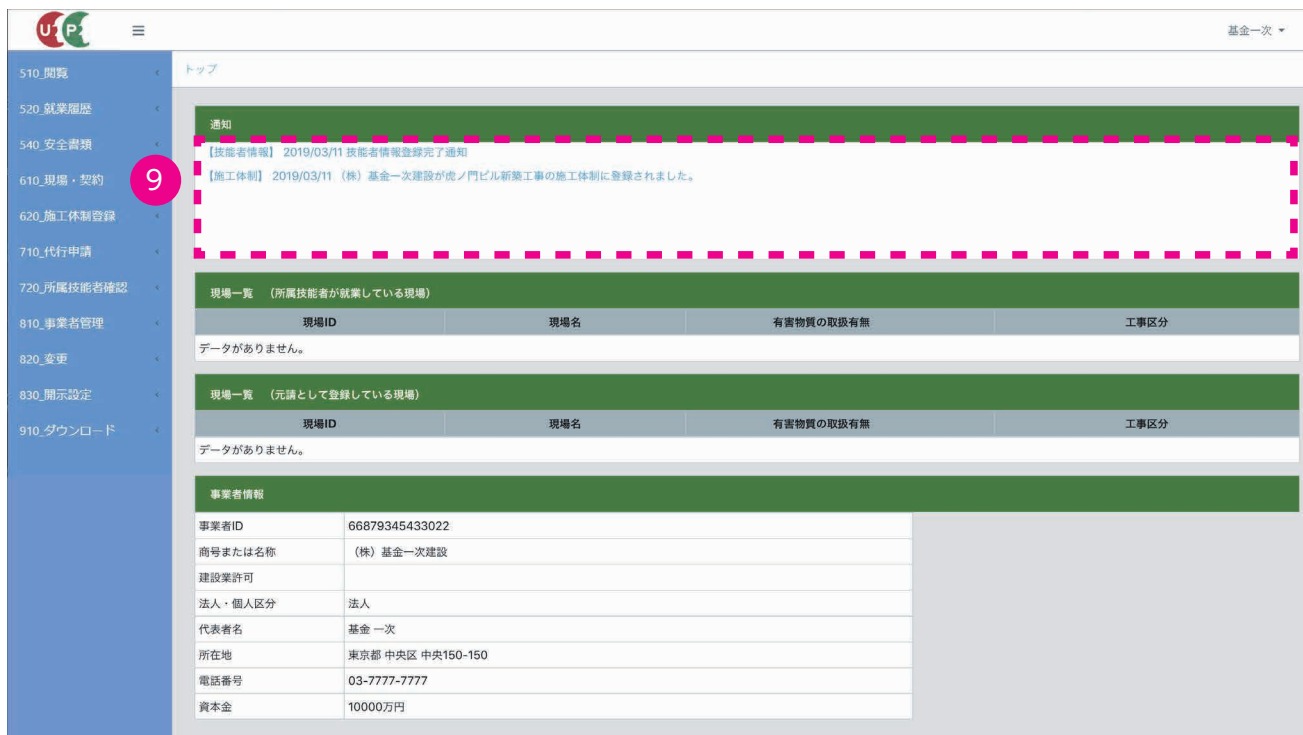 U P
基金一次
510_閲覧
520_就業履歴
540_安全書類
610_現場・契約
620_施工体制登録
710_代行申請
720_所属技能者確認
810_事業者管理
820_変更
830_開示設定
910_ダウンロード
トップ
通知
9
【技能者情報】 2019/03/11 技能者情報登録完了通知
【施工体制】 2019/03/11 （株）基金一次建設が虎ノ門ビル新築工事の施工体制に登録されました。
現場一覧 （所属技能者が就業している現場）
現場ID 現場名 有害物質の取扱有無 工事区分
データがありません。
現場一覧 （元請として登録している現場）
現場ID 現場名 有害物質の取扱有無 工事区分
データがありません。
事業者情報
事業者ID 66879345433022
商号または名称 （株）基金一次建設
建設業許可
法人・個人区分 法人
代表者名 基金 一次
所在地 東京都 中央区 中央150-150
電話番号 03-7777-7777
資本金 10000万円